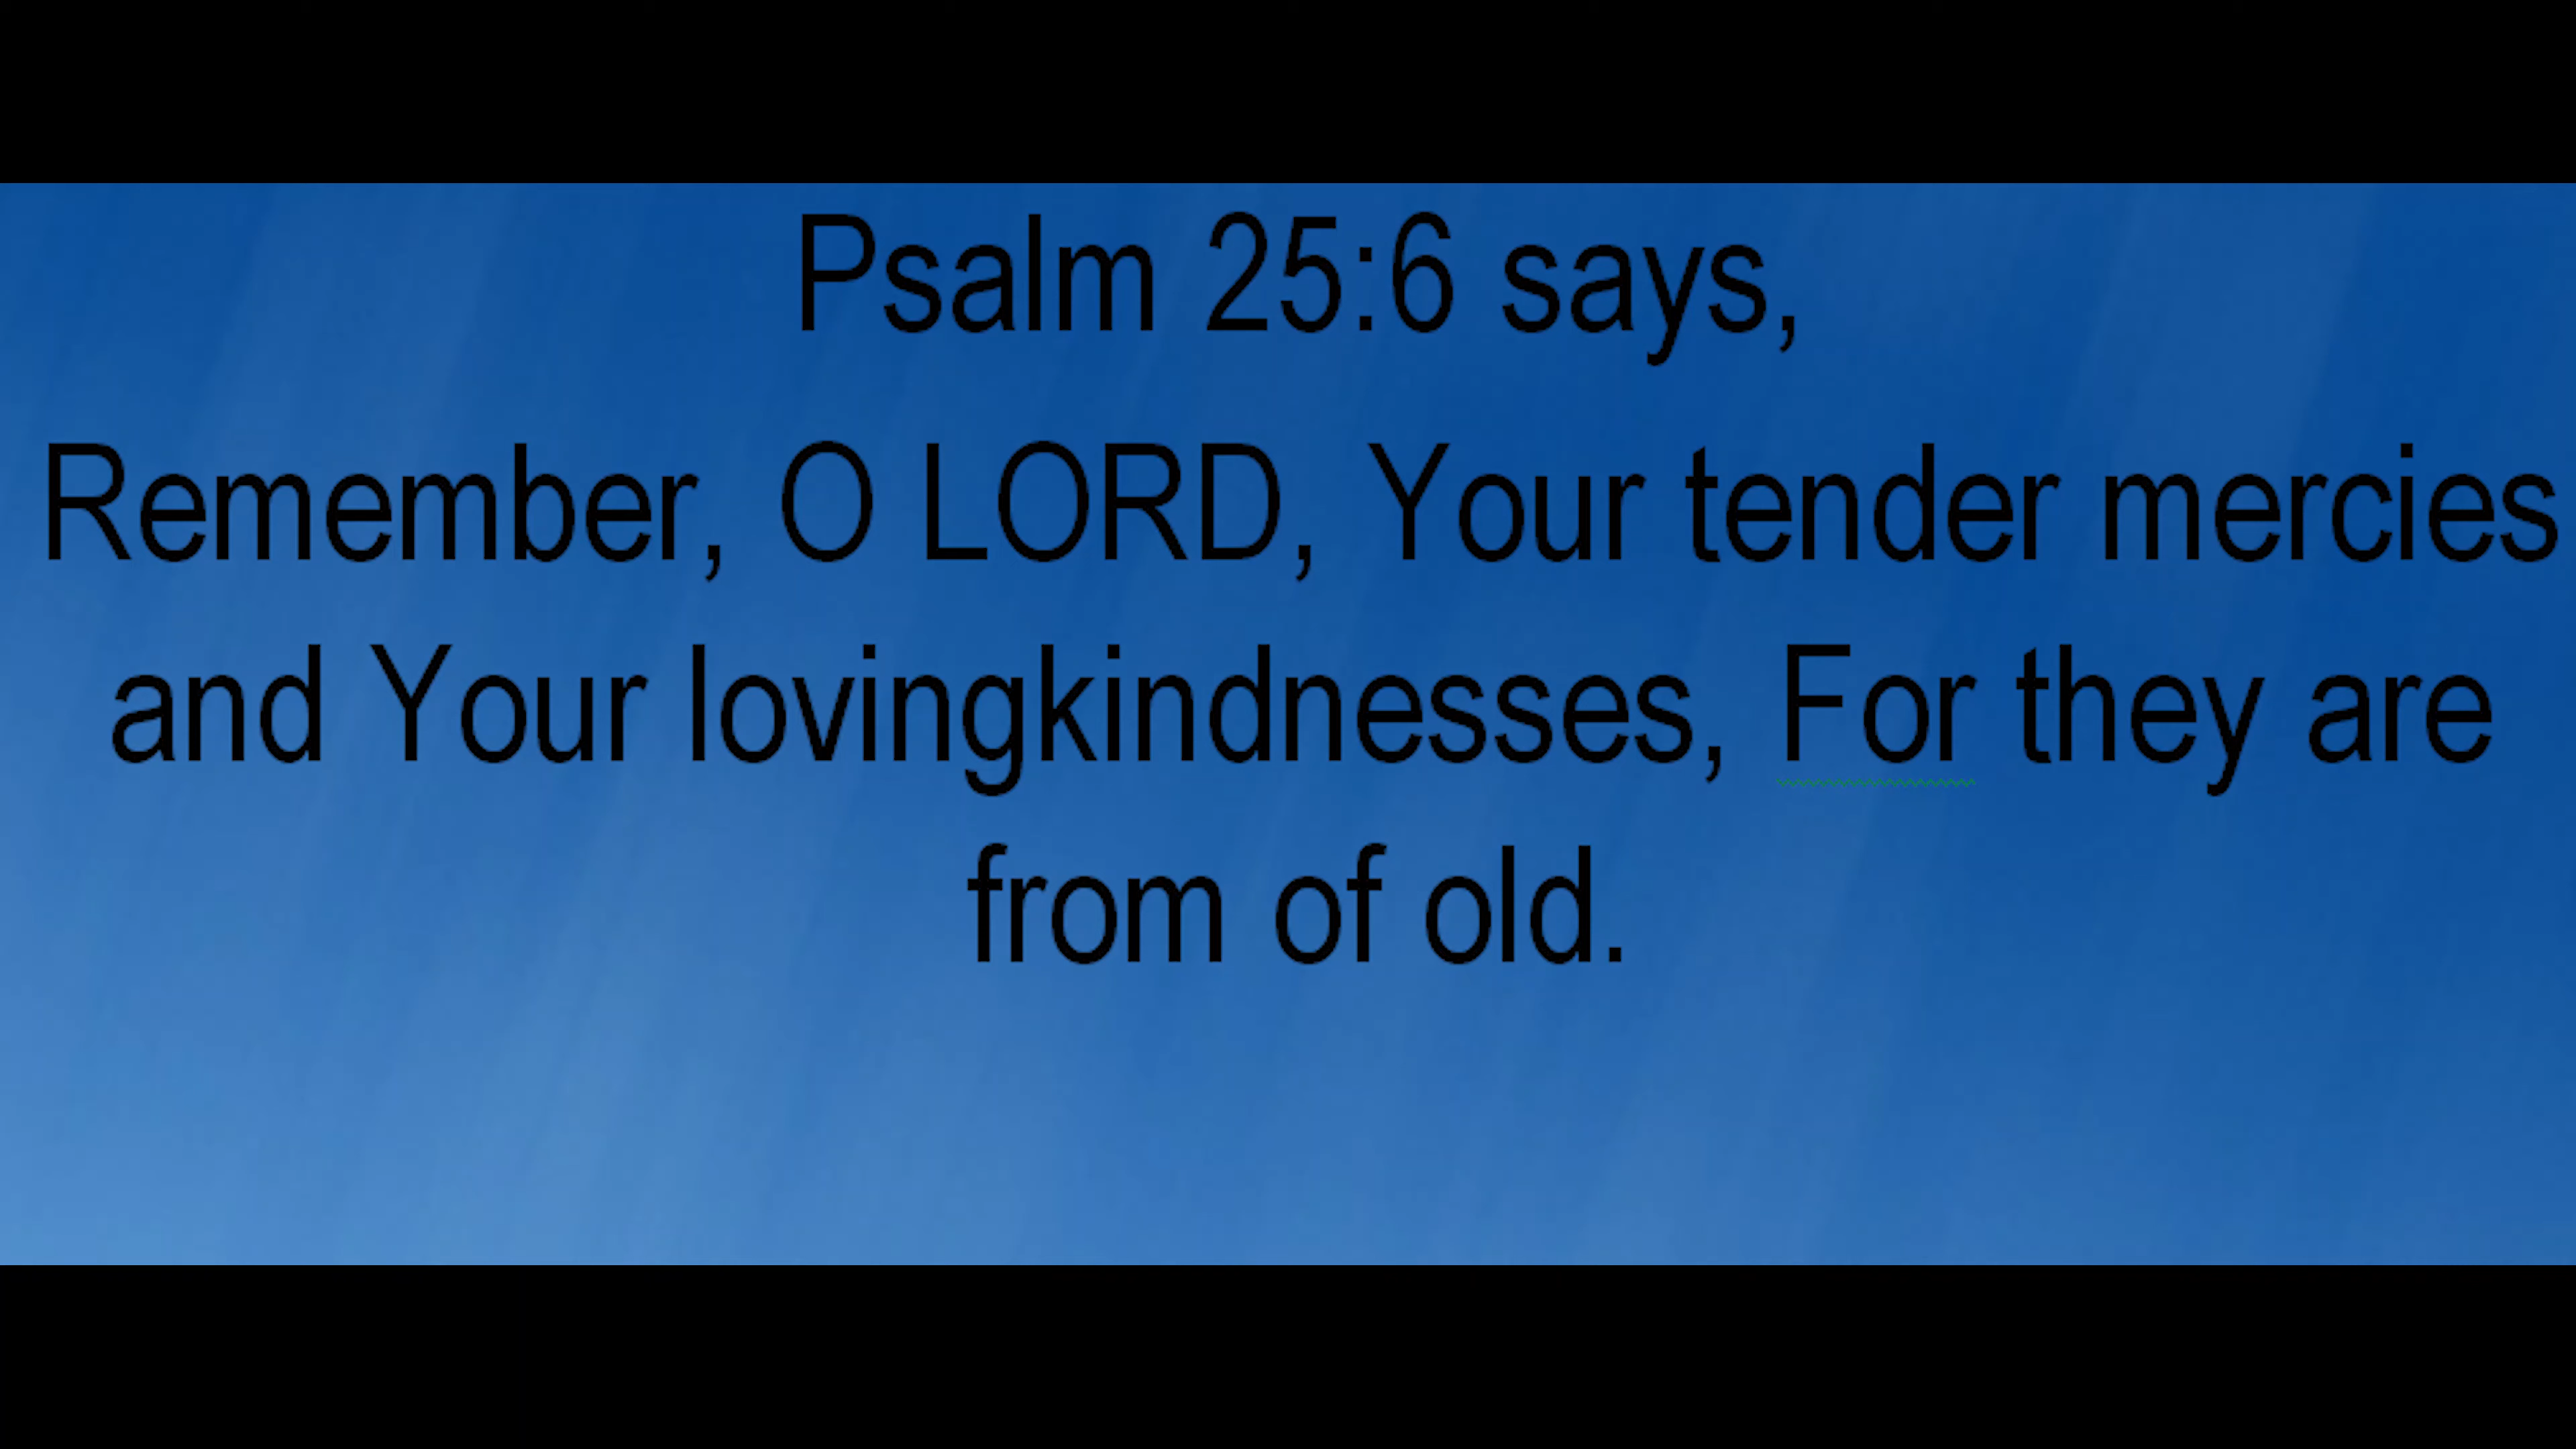 Psalm 25:6 says,
Remember, O LORD, Your tender mercies
and Your lovingkindnesses, For they are
from of old.